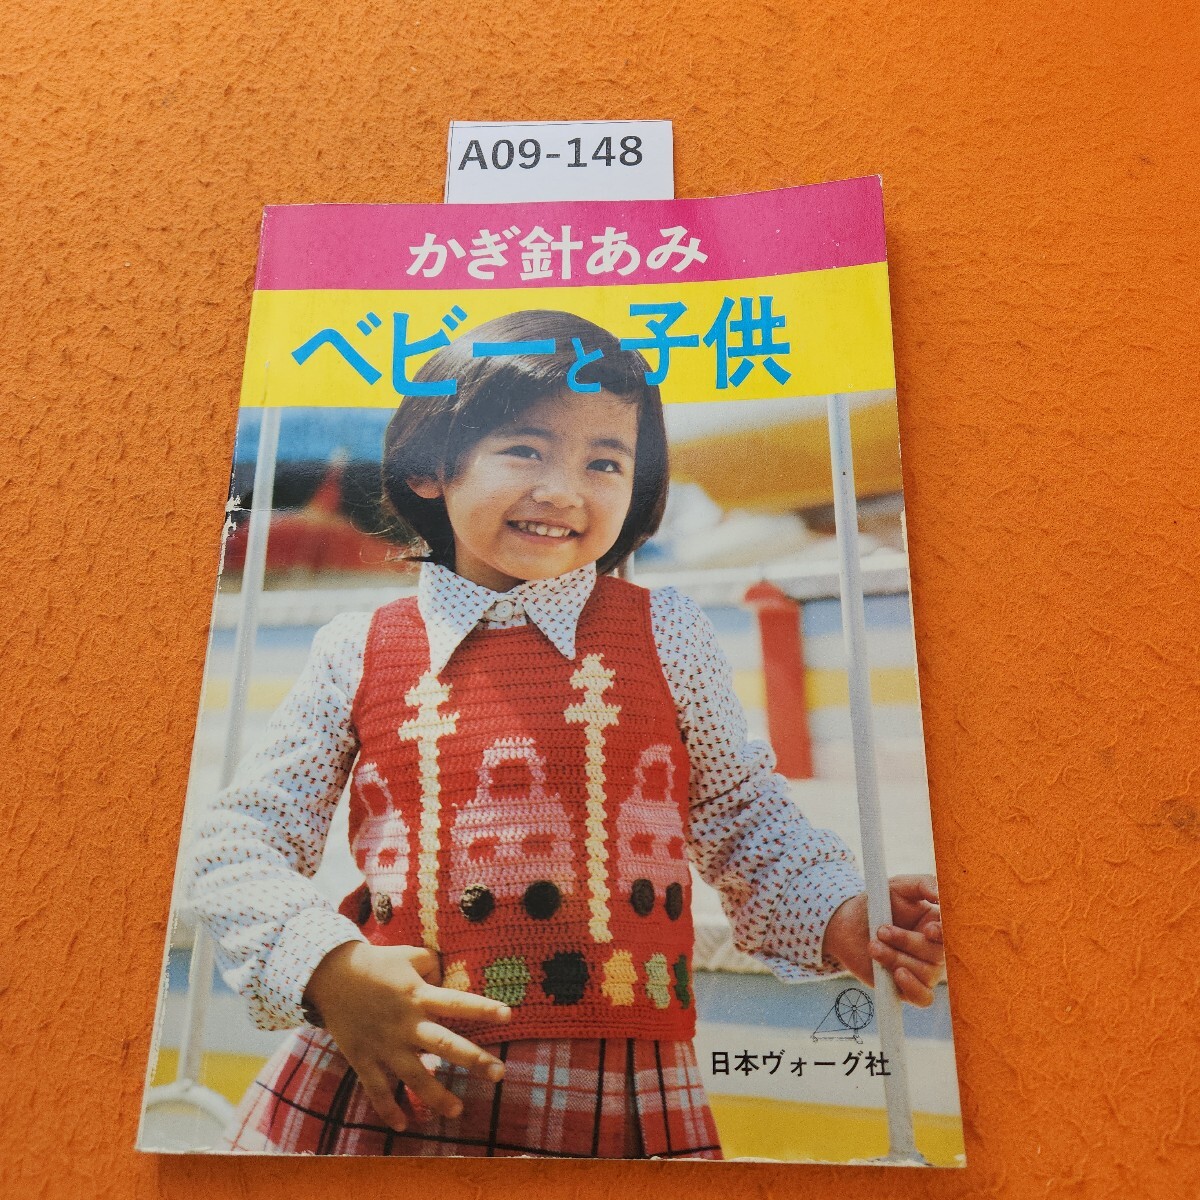 A09-148
かぎ針あみ
ベビーと子供
日本ヴォーグ社